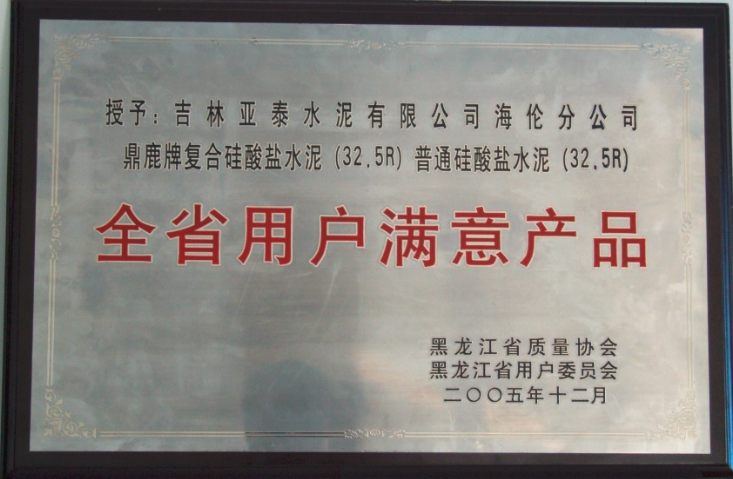 授予：吉林亚泰水泥有限公司海伦分公司
鼎鹿牌复合硅酸盐水泥(32.5R)普通硅酸盐水泥(32.5R)
全省用户满意产品
黑龙江省质量协会
黑龙江省用户委员会
二〇〇五年十二月